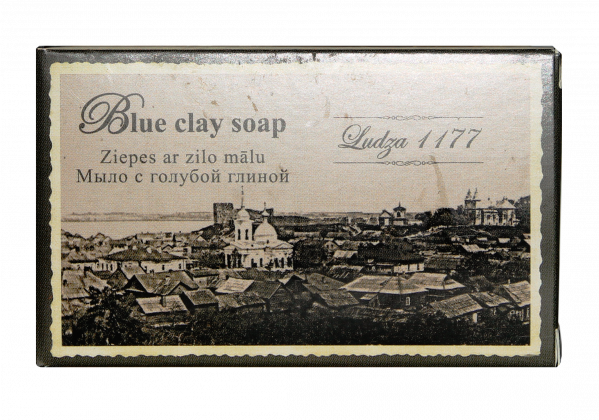 Blue clay soap
Ziepes ar zilo mālu
Мыло с голубой глиной
Ludza 1177